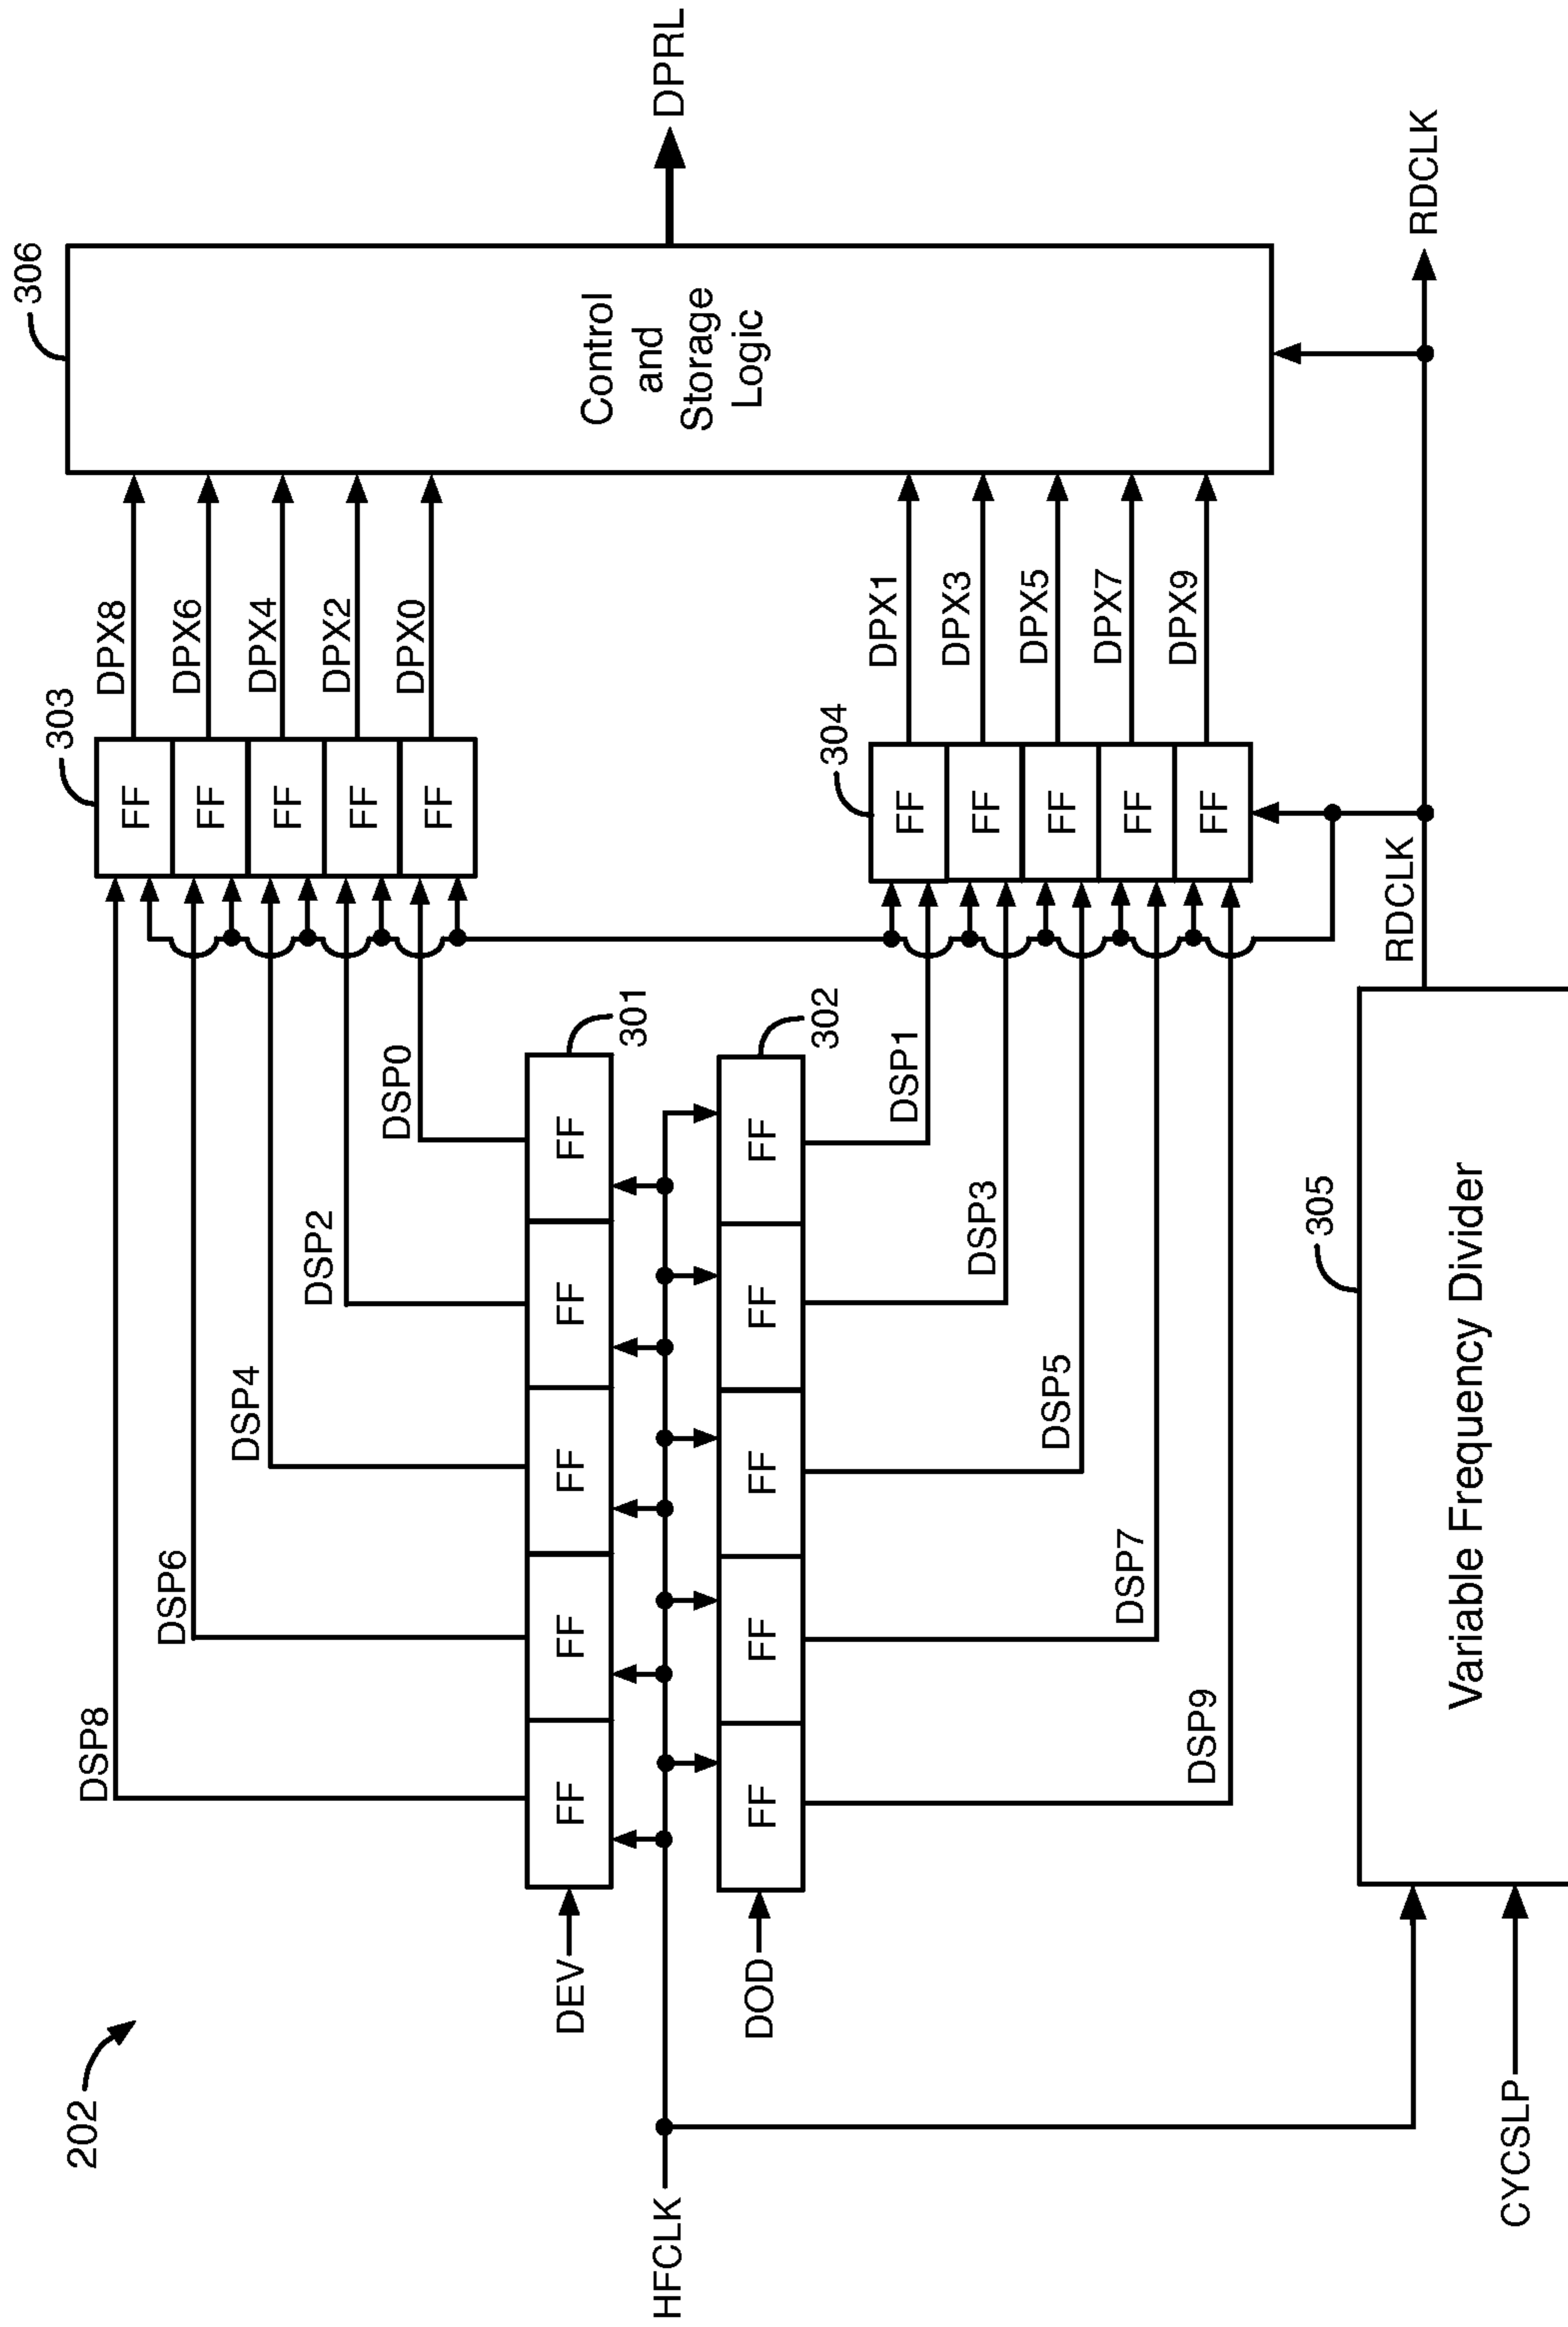 202
DEV
DOD
HFCLK
CYCSLP
DSP8
DSP6
DSP4
DSP2
DSP0
FF
FF
FF
FF
FF
301
FF
FF
FF
FF
FF
302
DSP1
DSP3
DSP5
DSP7
DSP9
305
Variable Frequency Divider
RDCLK
303
FF
FF
FF
FF
FF
304
FF
FF
FF
FF
FF
DPX8
DPX6
DPX4
DPX2
DPX0
DPX1
DPX3
DPX5
DPX7
DPX9
306
Control
and
Storage
Logic
DPRL
RDCLK